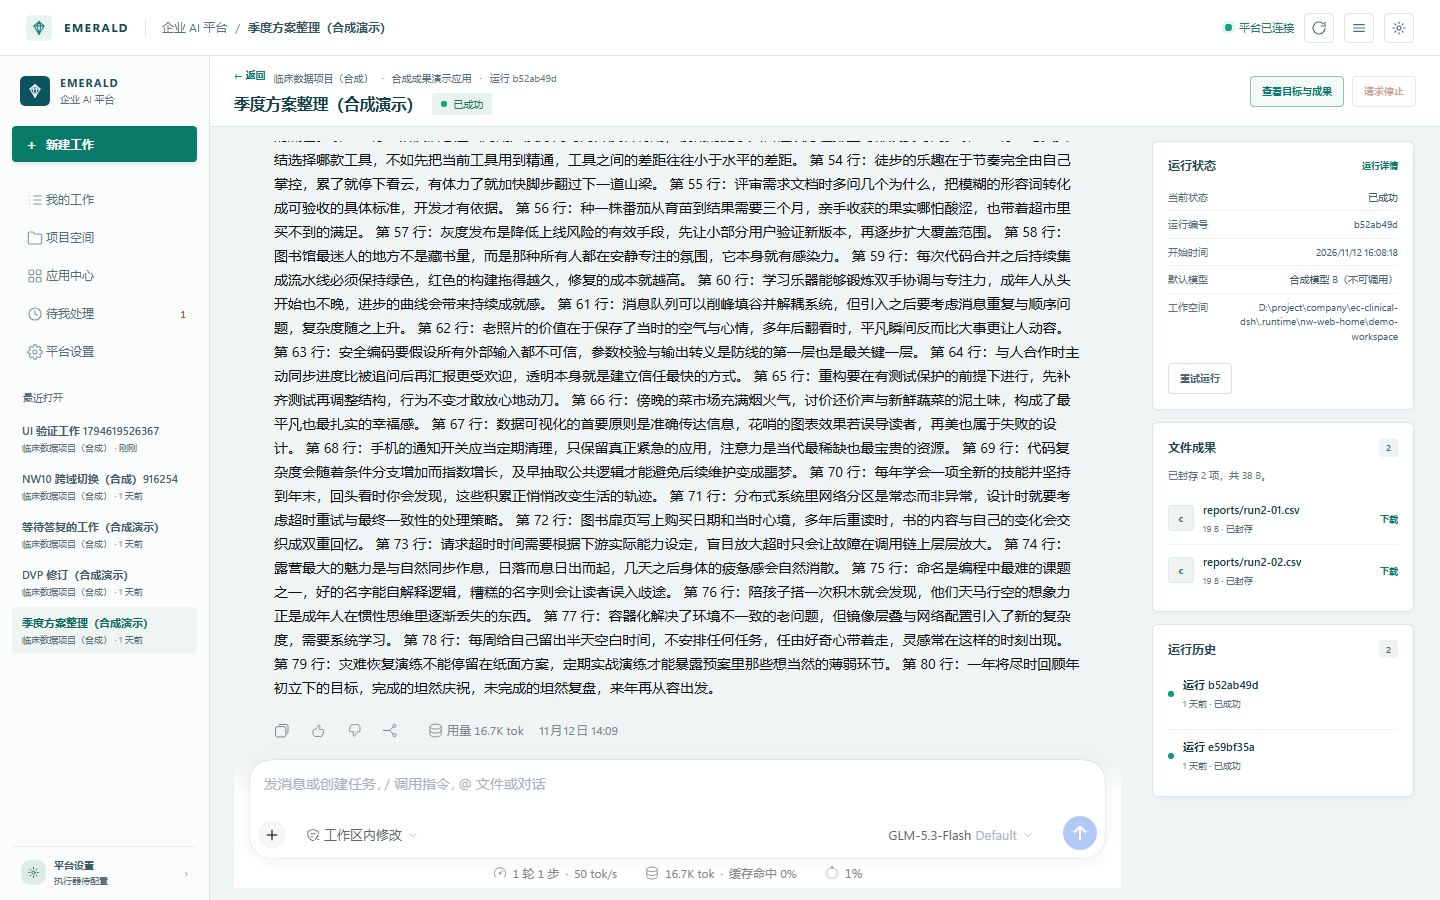 EMERALD
企业 AI 平台 / 季度方案整理（合成演示）
平台已连接
EMERALD
企业 AI 平台
+ 新建工作
我的工作
项目空间
应用中心
待我处理 1
平台设置
最近打开
UI 验证工作 1794619526367
临床数据项目（合成） · 刚刚
NW10 跨域切换（合成）916254
临床数据项目（合成） · 1 天前
等待答复的工作（合成演示）
临床数据项目（合成） · 1 天前
DVP 修订（合成演示）
临床数据项目（合成） · 1 天前
季度方案整理（合成演示）
临床数据项目（合成） · 1 天前
平台设置
执行器待配置
← 返回 临床数据项目（合成） · 合成成果演示应用 · 运行 b52ab49d
季度方案整理（合成演示） 已成功
查看目标与成果 请求停止
结选择哪款工具，不如先把当前工具用到精通，工具之间的差距往往小于水平的差距。 第 54 行：徒步的乐趣在于节奏完全由自己
掌控，累了就停下看云，有体力了就加快脚步翻过下一道山梁。 第 55 行：评审需求文档时多问几个为什么，把模糊的形容词转化
成可验收的具体标准，开发才有依据。 第 56 行：种一株番茄从育苗到结果需要三个月，亲手收获的果实哪怕酸涩，也带着超市里
买不到的满足。 第 57 行：灰度发布是降低上线风险的有效手段，先让小部分用户验证新版本，再逐步扩大覆盖范围。 第 58 行：
图书馆最迷人的地方不是藏书量，而是那种所有人都在安静专注的氛围，它本身就有感染力。 第 59 行：每次代码合并之后持续集
成流水线必须保持绿色，红色的构建拖得越久，修复的成本就越高。 第 60 行：学习乐器能够锻炼双手协调与专注力，成年人从头
开始也不晚，进步的曲线会带来持续成就感。 第 61 行：消息队列可以削峰填谷并解耦系统，但引入之后要考虑消息重复与顺序问
题，复杂度随之上升。 第 62 行：老照片的价值在于保存了当时的空气与心情，多年后翻看时，平凡瞬间反而比大事更让人动容。
第 63 行：安全编码要假设所有外部输入都不可信，参数校验与输出转义是防线的第一层也是最关键一层。 第 64 行：与人合作时主
动同步进度比被追问后再汇报更受欢迎，透明本身就是建立信任最快的方式。 第 65 行：重构要在有测试保护的前提下进行，先补
齐测试再调整结构，行为不变才敢放心地动刀。 第 66 行：傍晚的菜市场充满烟火气，讨价还价声与新鲜蔬菜的泥土味，构成了最
平凡也最扎实的幸福感。 第 67 行：数据可视化的首要原则是准确传达信息，花哨的图表效果若误导读者，再美也属于失败的设
计。 第 68 行：手机的通知开关应当定期清理，只保留真正紧急的应用，注意力是当代最稀缺也最宝贵的资源。 第 69 行：代码复
杂度会随着条件分支增加而指数增长，及早抽取公共逻辑才能避免后续维护变成噩梦。 第 70 行：每年学会一项全新的技能并坚持
到年末，回头看时你会发现，这些积累正悄悄改变生活的轨迹。 第 71 行：分布式系统里网络分区是常态而非异常，设计时就要考
虑超时重试与最终一致性的处理策略。 第 72 行：图书扉页写上购买日期和当时心境，多年后重读时，书的内容与自己的变化会交
织成双重回忆。 第 73 行：请求超时时间需要根据下游实际能力设定，盲目放大超时只会让故障在调用链上层层放大。 第 74 行：
露营最大的魅力是与自然同步作息，日落而息日出而起，几天之后身体的疲惫感会自然消散。 第 75 行：命名是编程中最难的课题
之一，好的名字能自解释逻辑，糟糕的名字则会让读者误入歧途。 第 76 行：陪孩子搭一次积木就会发现，他们天马行空的想象力
正是成年人在惯性思维里逐渐丢失的东西。 第 77 行：容器化解决了环境不一致的老问题，但镜像层叠与网络配置引入了新的复杂
度，需要系统学习。 第 78 行：每周给自己留出半天空白时间，不安排任何任务，任由好奇心带着走，灵感常在这样的时刻出现。
第 79 行：灾难恢复演练不能停留在纸面方案，定期实战演练才能暴露预案里那些想当然的薄弱环节。 第 80 行：一年将尽时回顾年
初立下的目标，完成的坦然庆祝，未完成的坦然复盘，来年再从容出发。
用量 16.7K tok 11月12日 14:09
发消息或创建任务, / 调用指令, @ 文件或对话
工作区内修改
GLM-5.3-Flash Default
1 轮 1 步 · 50 tok/s 16.7K tok · 缓存命中 0% 1%
运行状态 运行详情
当前状态 已成功
运行编号 b52ab49d
开始时间 2026/11/12 16:08:18
默认模型 合成模型 B（不可调用）
工作空间 D:\project\company\ec-clinical-
dsh\.runtime\nw-web-home\demo-
workspace
重试运行
文件成果 2
已封存 2 项，共 38 B。
c reports/run2-01.csv 下载
19 B · 已封存
c reports/run2-02.csv 下载
19 B · 已封存
运行历史 2
运行 b52ab49d
1 天前 · 已成功
运行 e59bf35a
1 天前 · 已成功